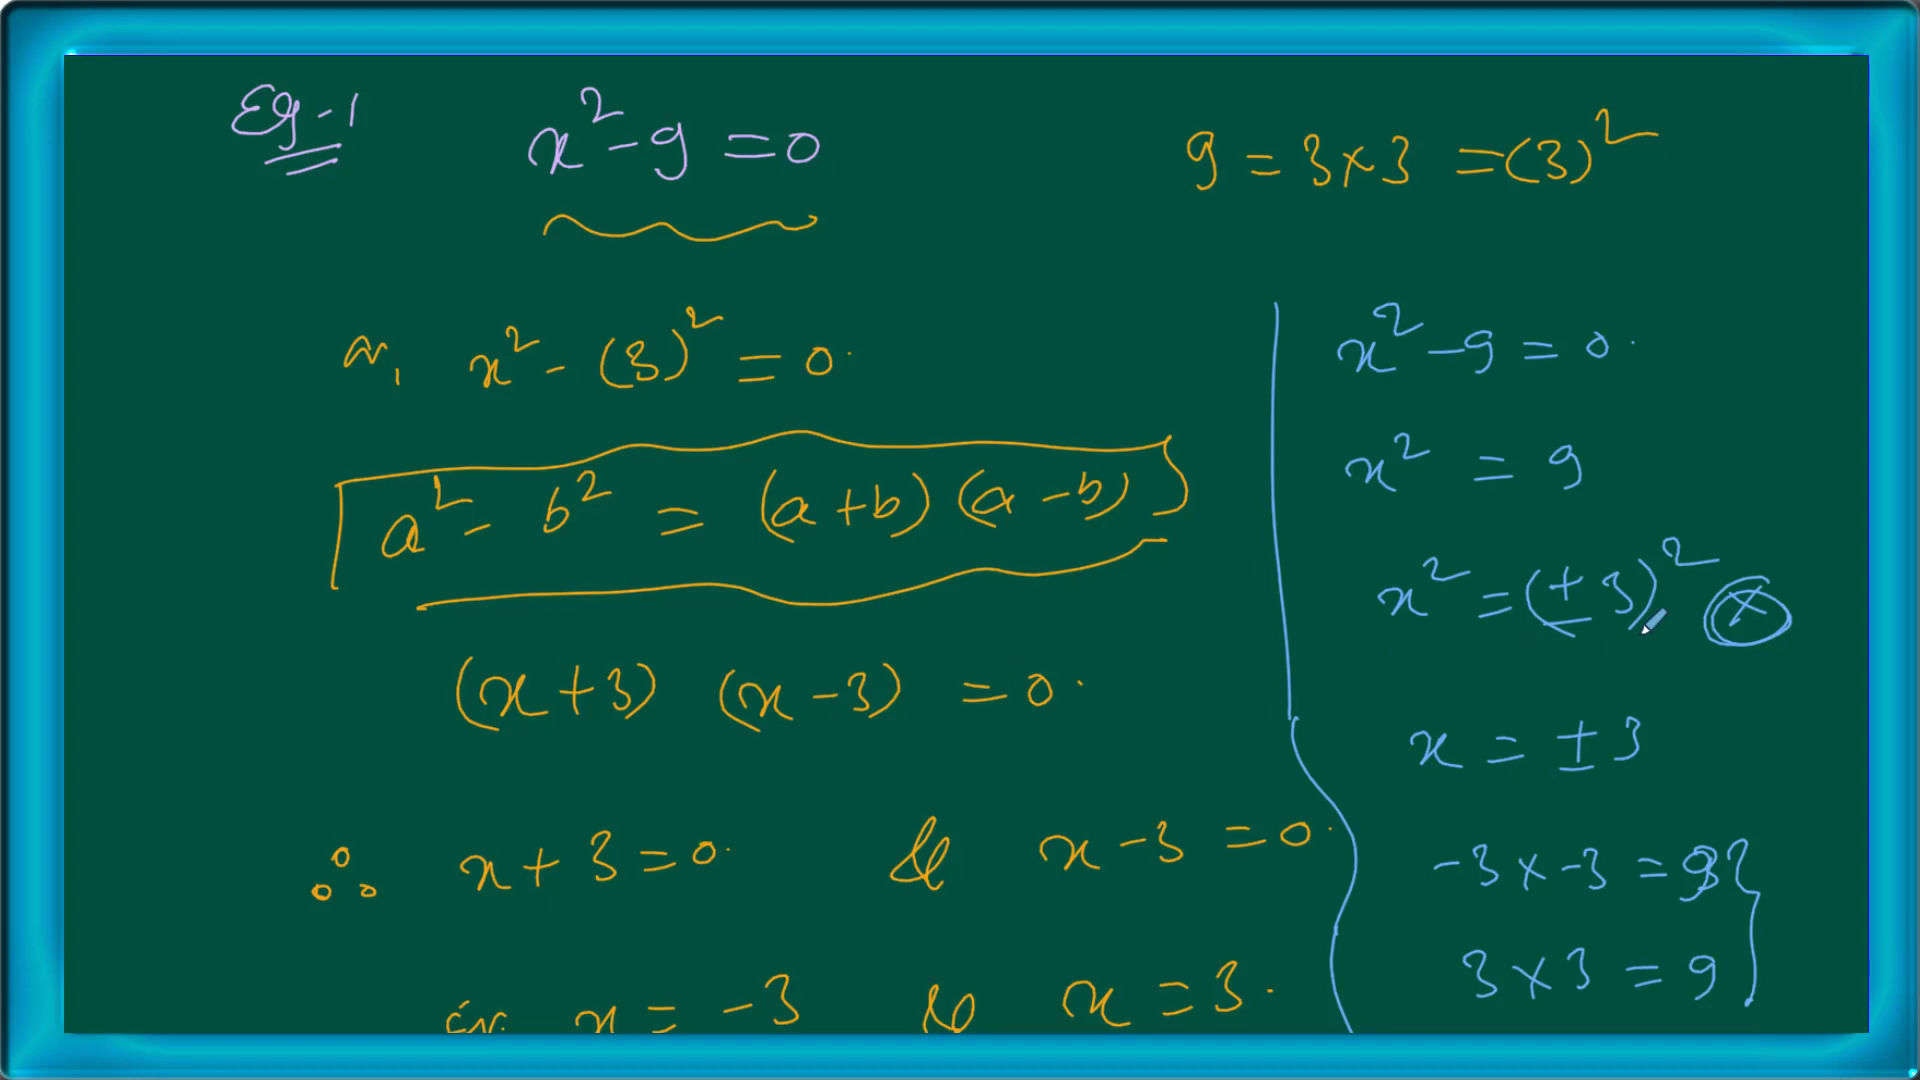 Eg-1 x² - 9 = 0
9 = 3 × 3 = (3)²
or, x² - (3)² = 0.
a² - b² = (a+b) (a-b)
(x+3) (x-3) = 0.
∴ x + 3 = 0. & x - 3 = 0.
or x = -3 & x = 3.
x² - 9 = 0.
x² = 9
x² = (± 3)²
x = ± 3
-3 × -3 = 9
3 × 3 = 9